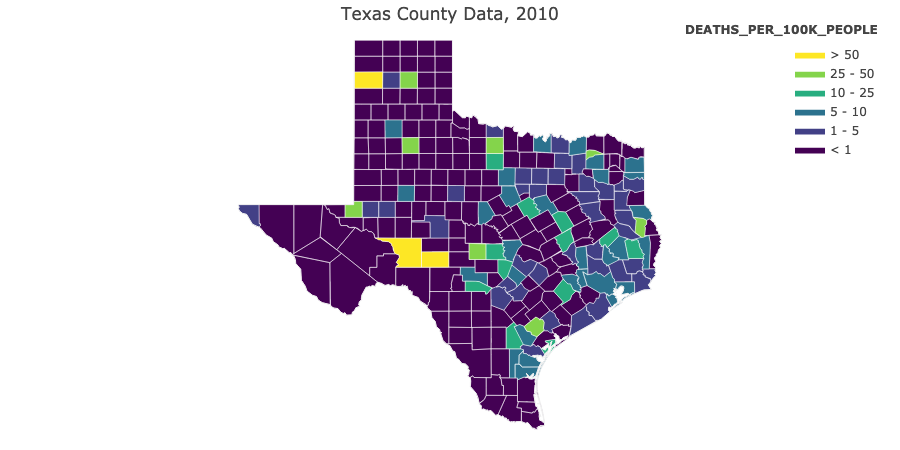 Texas County Data, 2010
DEATHS_PER_100K_PEOPLE
> 50
25 - 50
10 - 25
5 - 10
1 - 5
< 1